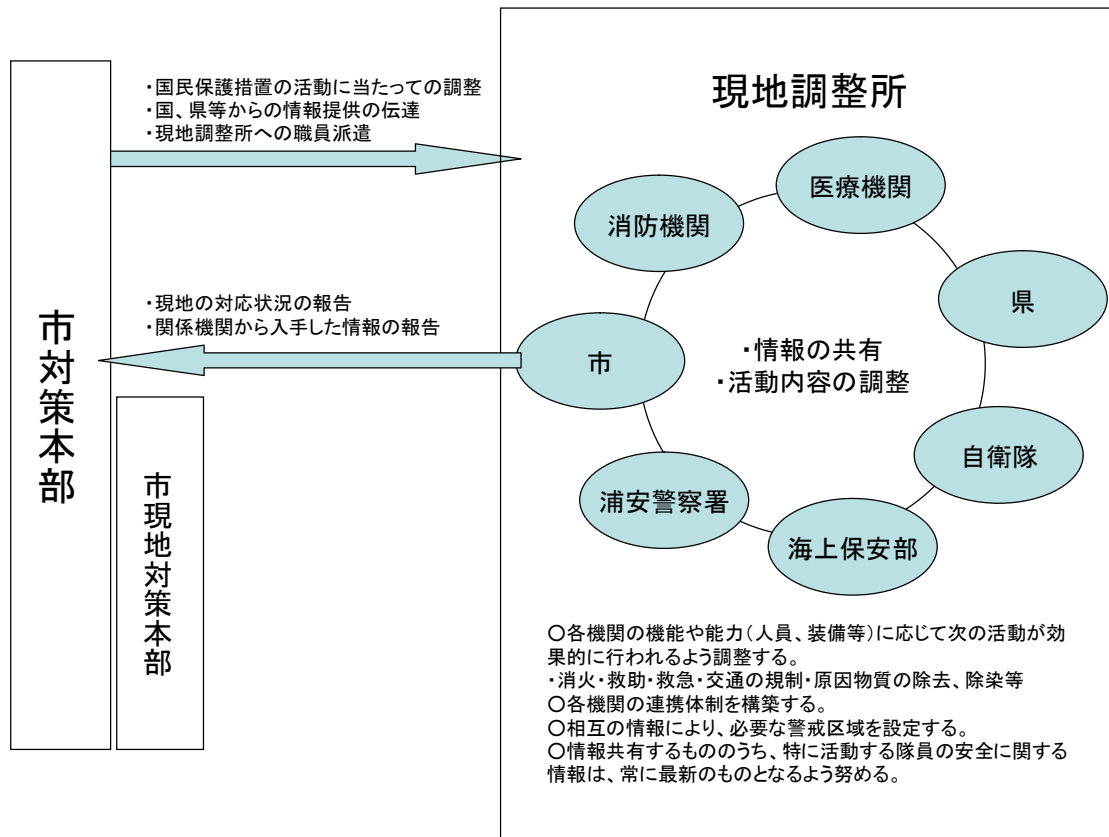 市対策本部
市現地対策本部
・国民保護措置の活動に当たっての調整
・国、県等からの情報提供の伝達
・現地調整所への職員派遣
・現地の対応状況の報告
・関係機関から入手した情報の報告
現地調整所
医療機関
消防機関
県
市
・情報の共有
・活動内容の調整
自衛隊
浦安警察署
海上保安部
○各機関の機能や能力(人員、装備等)に応じて次の活動が効
果的に行われるよう調整する。
・消火・救助・救急・交通の規制・原因物質の除去、除染等
○各機関の連携体制を構築する。
○相互の情報により、必要な警戒区域を設定する。
○情報共有するもののうち、特に活動する隊員の安全に関する
情報は、常に最新のものとなるよう努める。